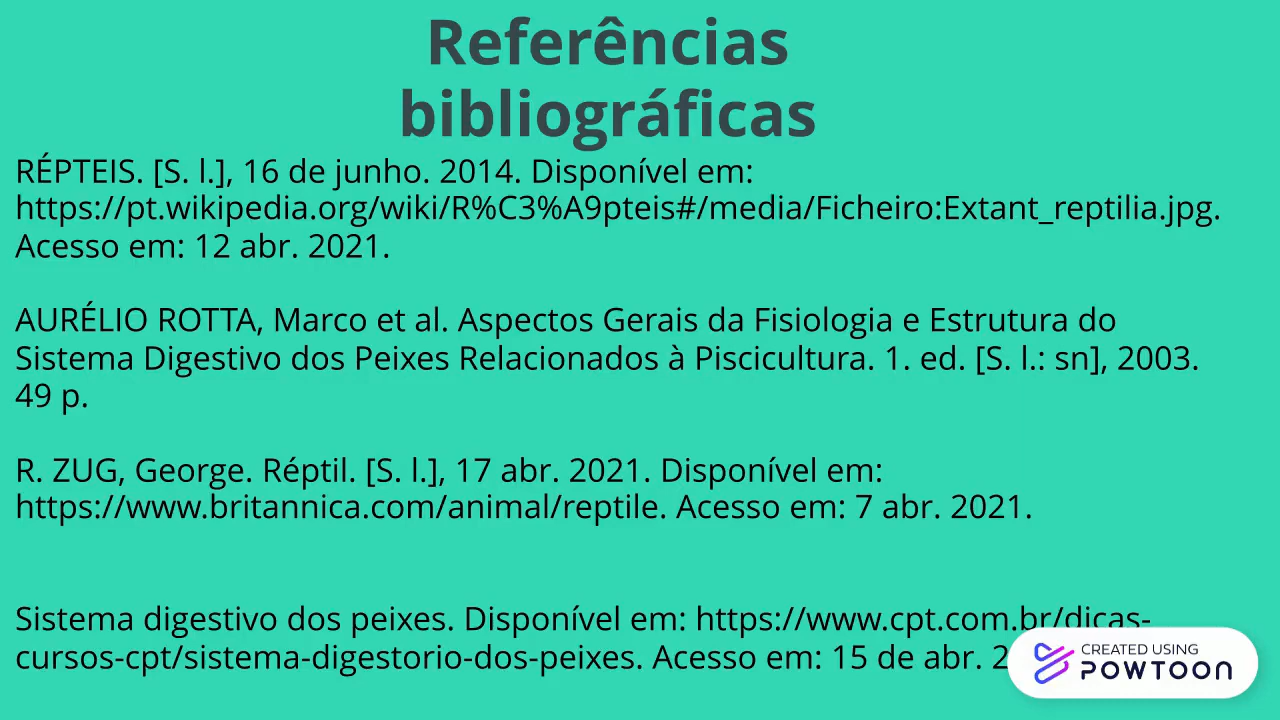 Referências
bibliográficas
RÉPTEIS. [S. l.], 16 de junho. 2014. Disponível em:
https://pt.wikipedia.org/wiki/R%C3%A9pteis#/media/Ficheiro:Extant_reptilia.jpg.
Acesso em: 12 abr. 2021.
AURÉLIO ROTTA, Marco et al. Aspectos Gerais da Fisiologia e Estrutura do
Sistema Digestivo dos Peixes Relacionados à Piscicultura. 1. ed. [S. l.: sn], 2003.
49 p.
R. ZUG, George. Réptil. [S. l.], 17 abr. 2021. Disponível em:
https://www.britannica.com/animal/reptile. Acesso em: 7 abr. 2021.
Sistema digestivo dos peixes. Disponível em: https://www.cpt.com.br/dicas-
cursos-cpt/sistema-digestorio-dos-peixes. Acesso em: 15 de abr.
CREATED USING
POWTOON